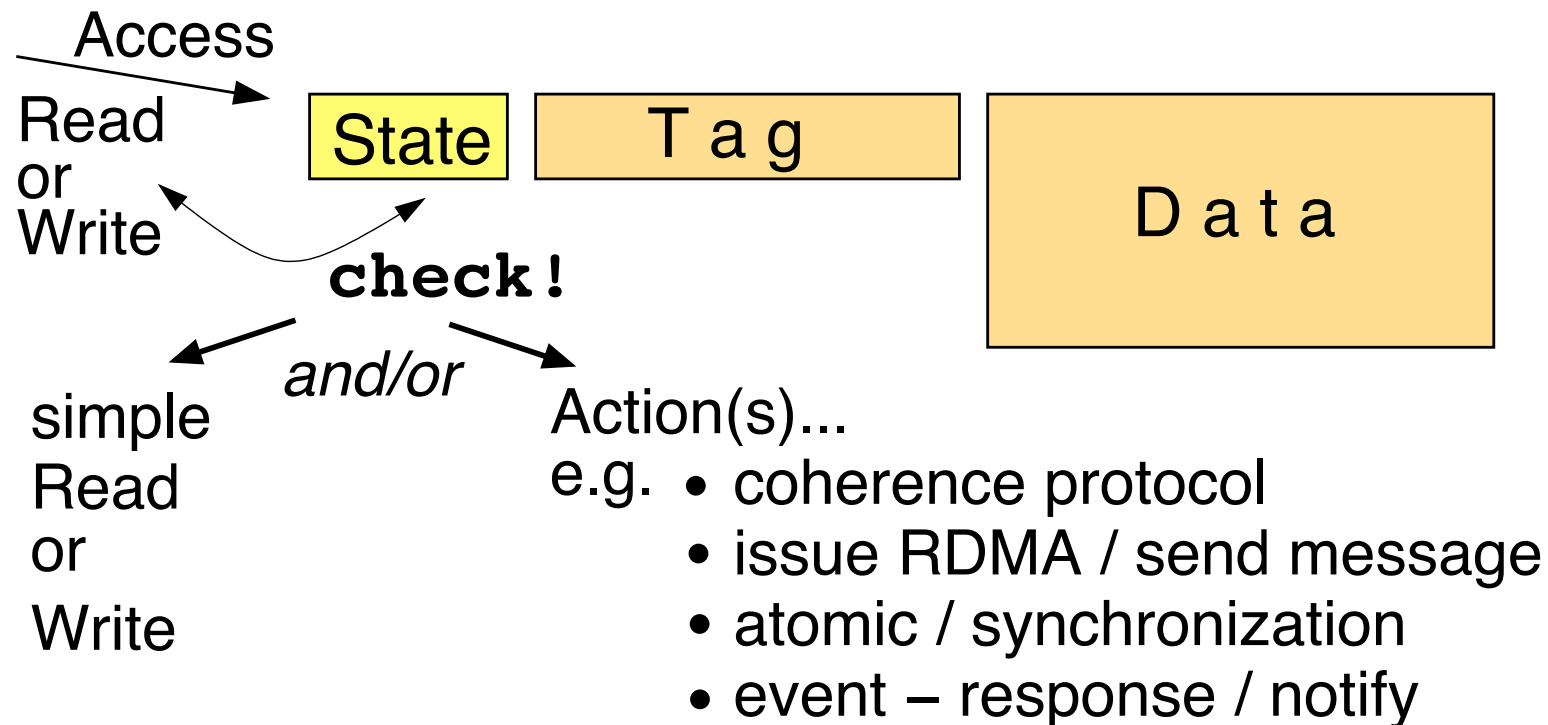 Access
Read
or
Write
State
T a g
D a t a
check!
and/or
simple
Read
or
Write
Action(s)...
e.g.
• coherence protocol
• issue RDMA / send message
• atomic / synchronization
• event – response / notify